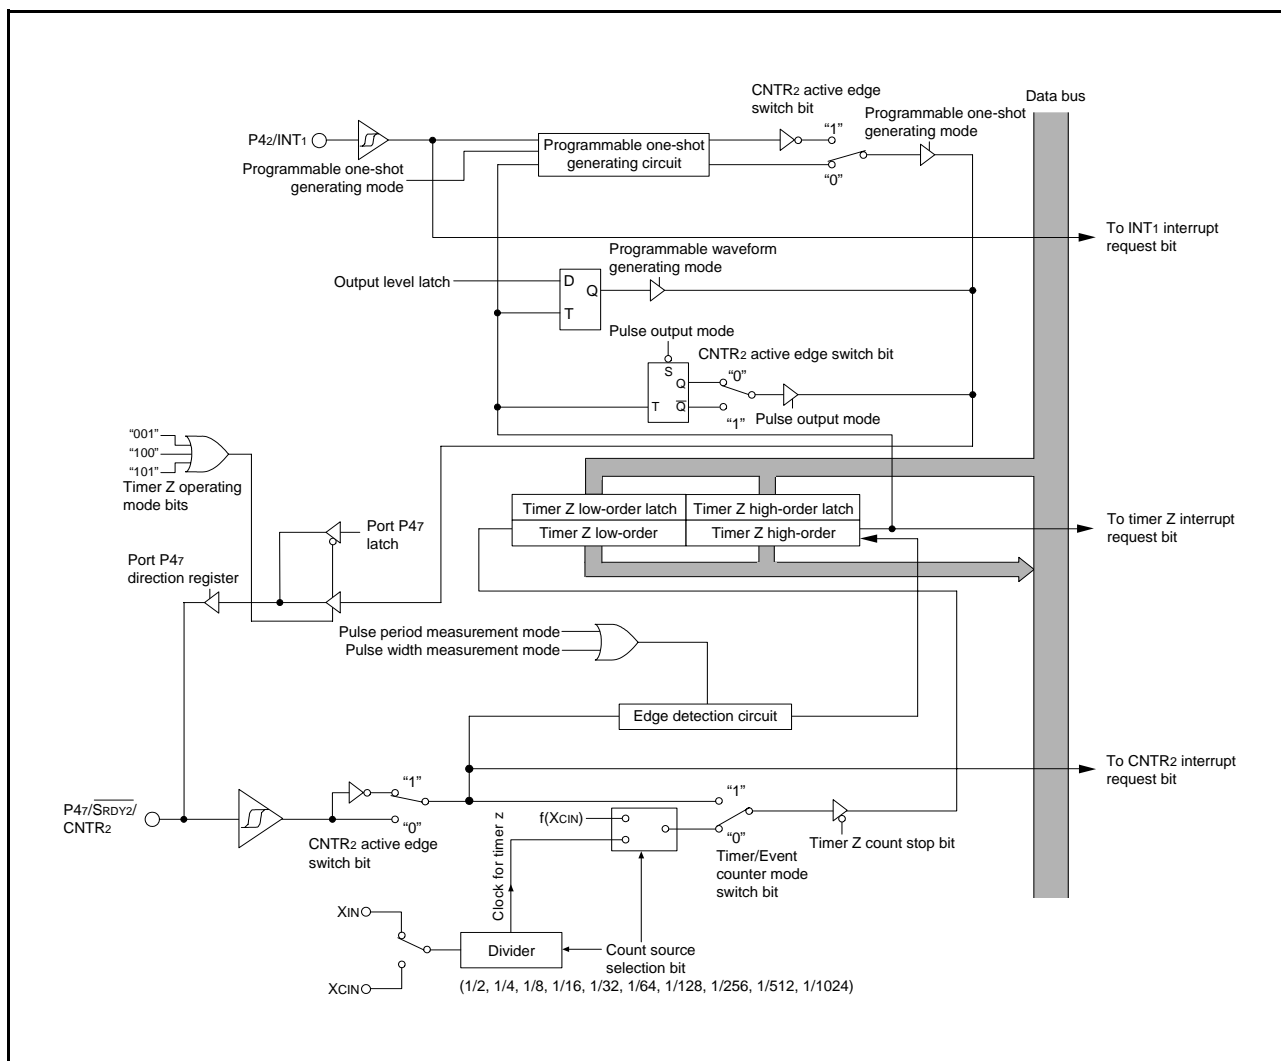 CNTR2 active edge
switch bit
Data bus
Programmable one-shot
generating mode
P42/INT1
"1"
Programmable one-shot
generating circuit
Programmable one-shot
generating mode
"0"
To INT1 interrupt
request bit
Programmable waveform
generating mode
Output level latch
D
Q
T
Pulse output mode
CNTR2 active edge switch bit
S
Q
"0"
T
Q
"1"
Pulse output mode
"001"
"100"
"101"
Timer Z operating
mode bits
Timer Z low-order latch
Timer Z high-order latch
Port P47
latch
Timer Z low-order
Timer Z high-order
To timer Z interrupt
request bit
Port P47
direction register
Pulse period measurement mode
Pulse width measurement mode
Edge detection circuit
To CNTR2 interrupt
request bit
P47/SRDY2/
CNTR2
"1"
"0"
CNTR2 active edge
switch bit
Clock for timer z
f(XCIN)
"1"
"0"
Timer/Event
counter mode
switch bit
Timer Z count stop bit
XIN
XCIN
Divider
Count source
selection bit
(1/2, 1/4, 1/8, 1/16, 1/32, 1/64, 1/128, 1/256, 1/512, 1/1024)